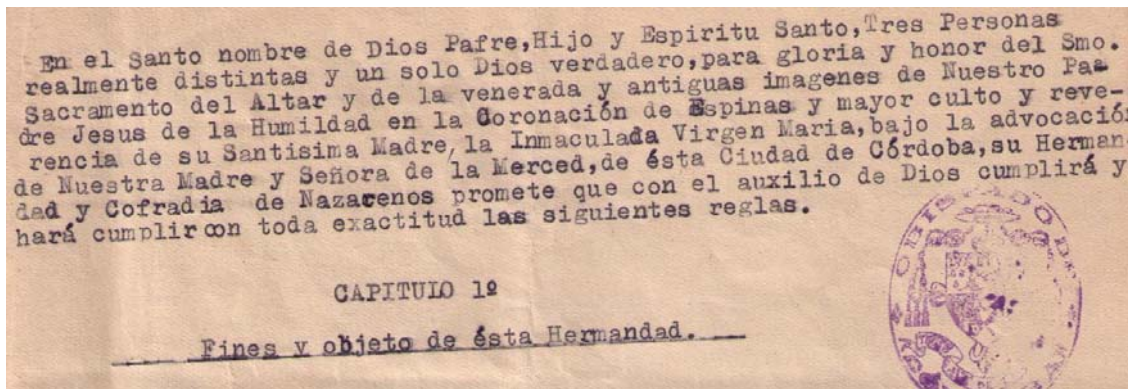 En el Santo nombre de Dios Pafre,Hijo y Espiritu Santo,Tres Personas
realmente distintas y un solo Dios verdadero,para gloria y honor del Smo.
Sacramento del Altar y de la venerada y antiguas imagenes de Nuestro Pa-
dre Jesus de la Humildad en la Coronación de Espinas y mayor culto y reve-
rencia de su Santisima Madre,la Inmaculada Virgen Maria,bajo la advocación
de Nuestra Madre y Señora de la Merced,de ésta Ciudad de Córdoba,su Herman-
dad y Cofradia de Nazarenos promete que con el auxilio de Dios cumplirá y
hará cumplir con toda exactitud las siguientes reglas.
OBISPADO DE
CAPITULO 1º
Fines y objeto de ésta Hermandad.